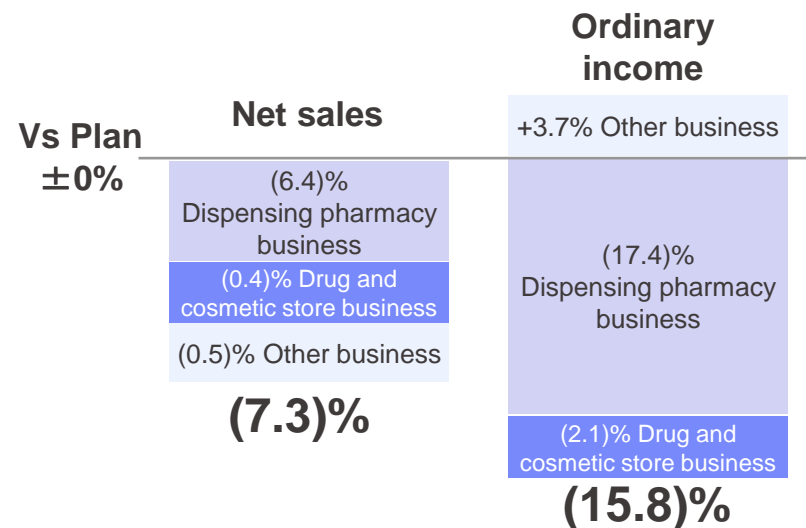 Vs Plan
±0%
Net sales
(6.4)%
Dispensing pharmacy
business
(0.4)% Drug and
cosmetic store business
(0.5)% Other business
(7.3)%
Ordinary
income
+3.7% Other business
(17.4)%
Dispensing pharmacy
business
(2.1)% Drug and
cosmetic store business
(15.8)%